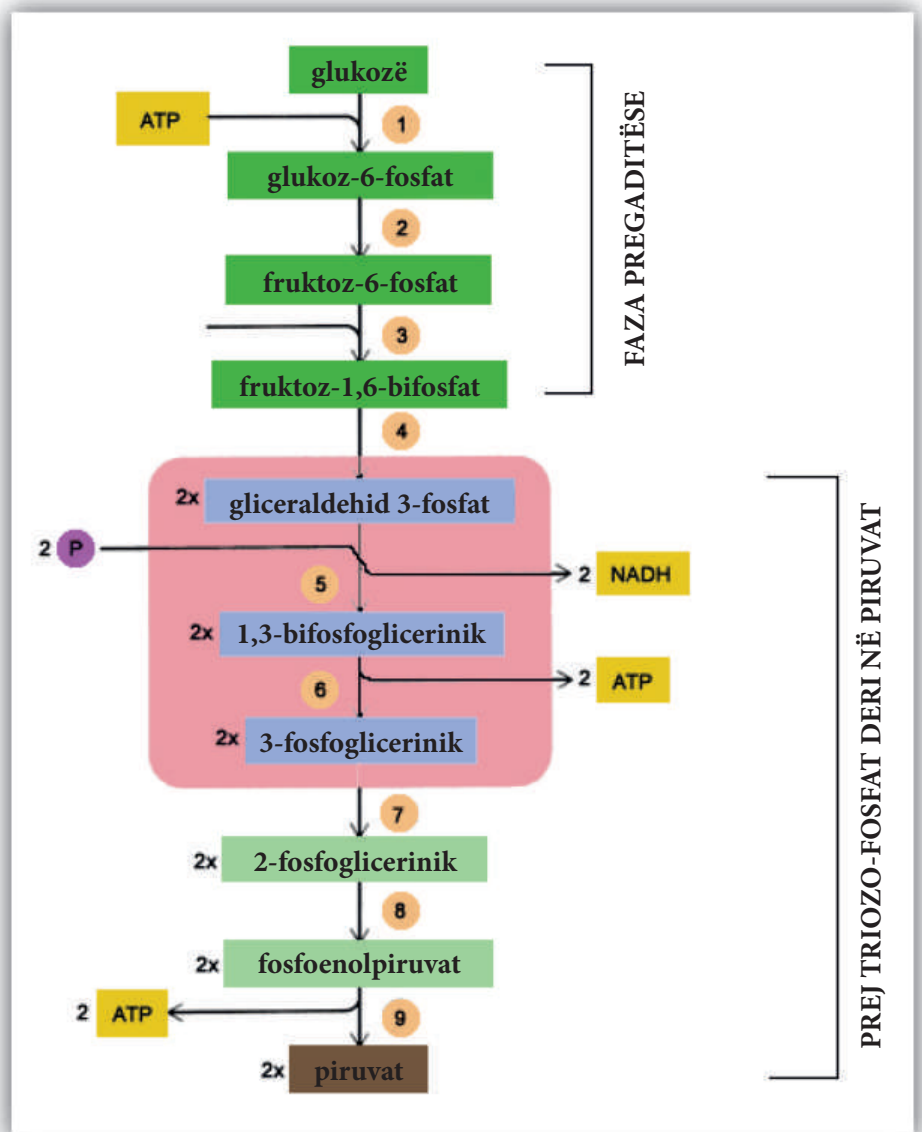 glukozë
ATP
1
glukoz-6-fosfat
2
fruktoz-6-fosfat
3
fruktoz-1,6-bifosfat
4
FAZA PREGADITËSE
2x gliceraldehid 3-fosfat
2 P
2 NADH
5
2x 1,3-bifosfoglicerinik
2 ATP
6
2x 3-fosfoglicerinik
7
2x 2-fosfoglicerinik
8
2x fosfoenolpiruvat
2 ATP
9
2x piruvat
PREJ TRIOZO-FOSFAT DERI NË PIRUVAT